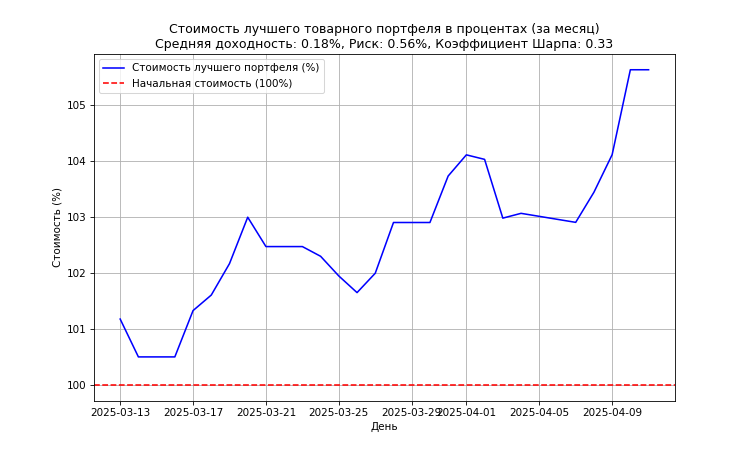 Стоимость лучшего товарного портфеля в процентах (за месяц)
Средняя доходность: 0.18%, Риск: 0.56%, Коэффициент Шарпа: 0.33
Стоимость лучшего портфеля (%)
Начальная стоимость (100%)
Стоимость (%)
105
104
103
102
101
100
2025-03-13 2025-03-17 2025-03-21 2025-03-25 2025-03-29 2025-04-01 2025-04-05 2025-04-09
День